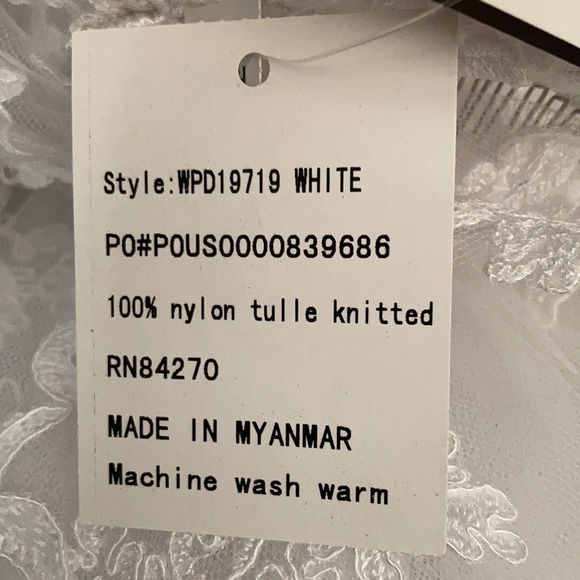 Style:WPD19719 WHITE
PO#POUS0000839686
100% nylon tulle knitted
RN84270
MADE IN MYANMAR
Machine wash warm